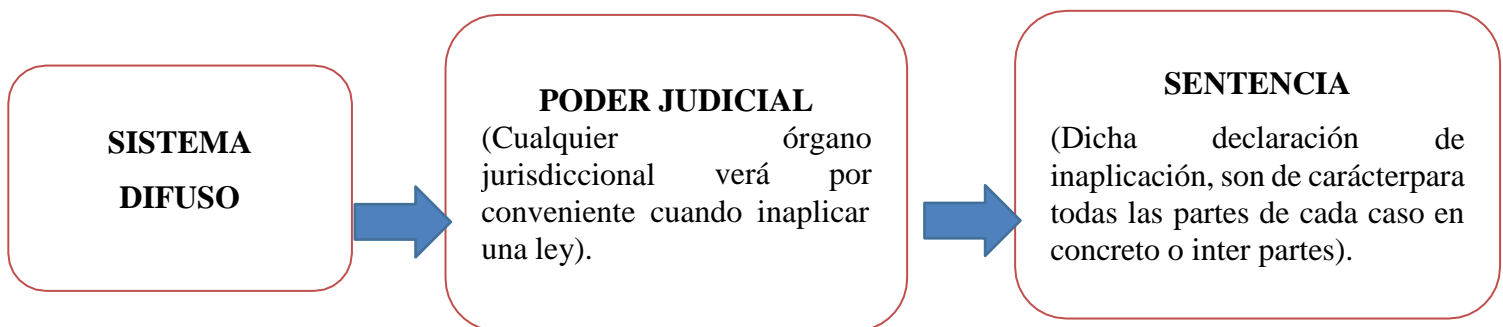 SISTEMA
DIFUSO
PODER JUDICIAL
(Cualquier órgano
jurisdiccional verá por
conveniente cuando inaplicar
una ley).
SENTENCIA
(Dicha declaración de
inaplicación, son de carácterpara
todas las partes de cada caso en
concreto o inter partes).